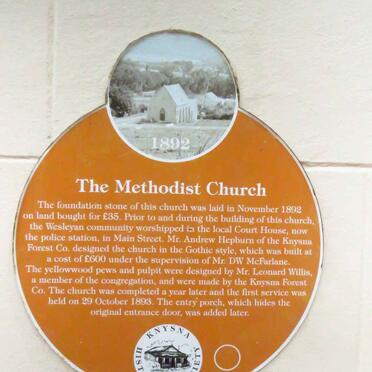 1892
The Methodist Church
The foundation stone of this church was laid in November 1892
on land bought for £35. Prior to and during the building of this church,
the Wesleyan community worshipped in the local Court House, now
the police station, in Main Street. Mr. Andrew Hepburn of the Knysna
Forest Co. designed the church in the Gothic style, which was built at
a cost of £600 under the supervision of Mr. DW McFarlane.
The yellowwood pews and pulpit were designed by Mr. Leonard Willis,
a member of the congregation, and were made by the Knysna Forest
Co. The church was completed a year later and the first service was
held on 29 October 1893. The entry porch, which hides the
original entrance door, was added later.
KNYSNA